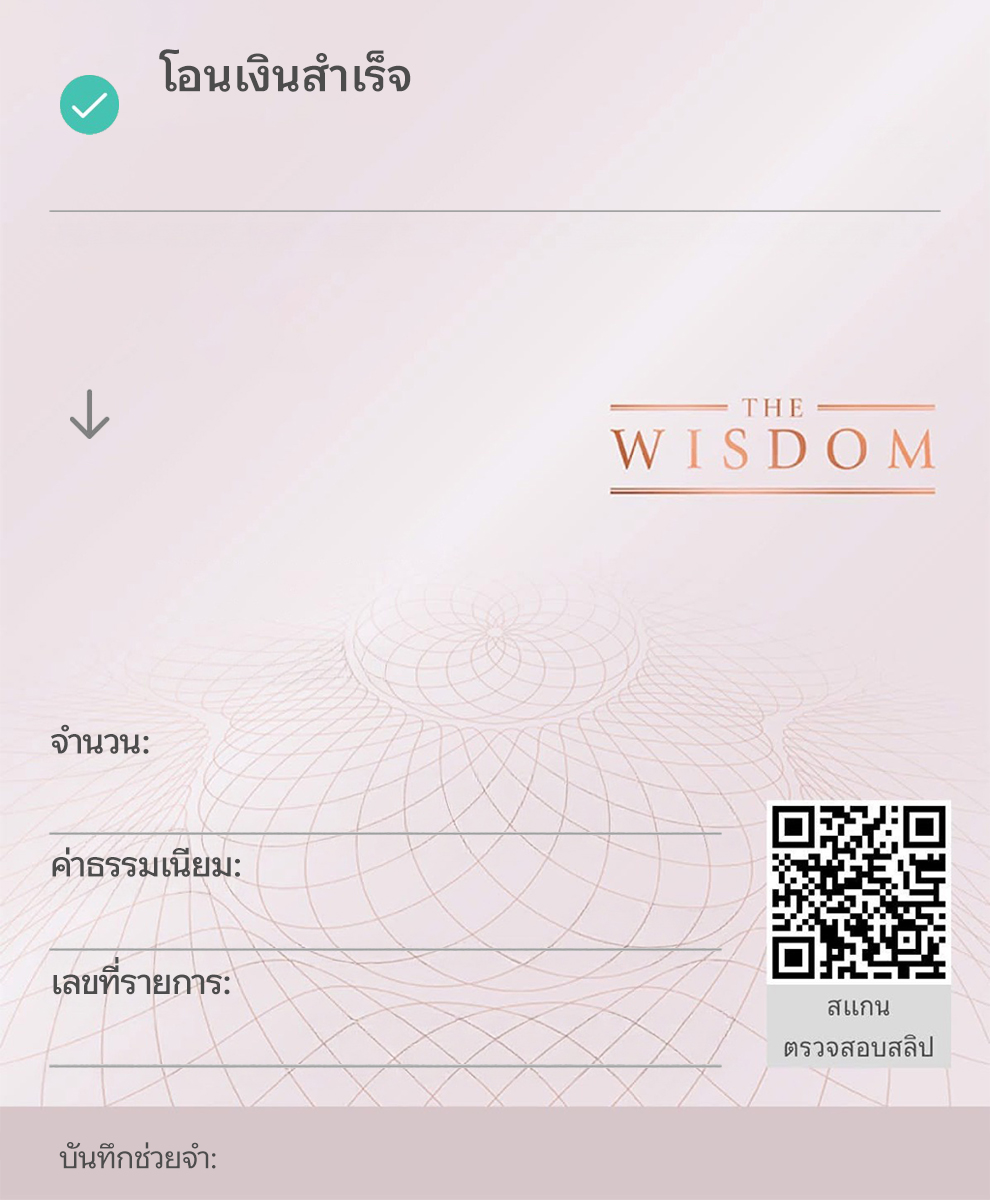 โอนเงินสำเร็จ
THE
WISDOM
จำนวน:
ค่าธรรมเนียม:
เลขที่รายการ:
สแกน
ตรวจสอบสลิป
บันทึกช่วยจำ: